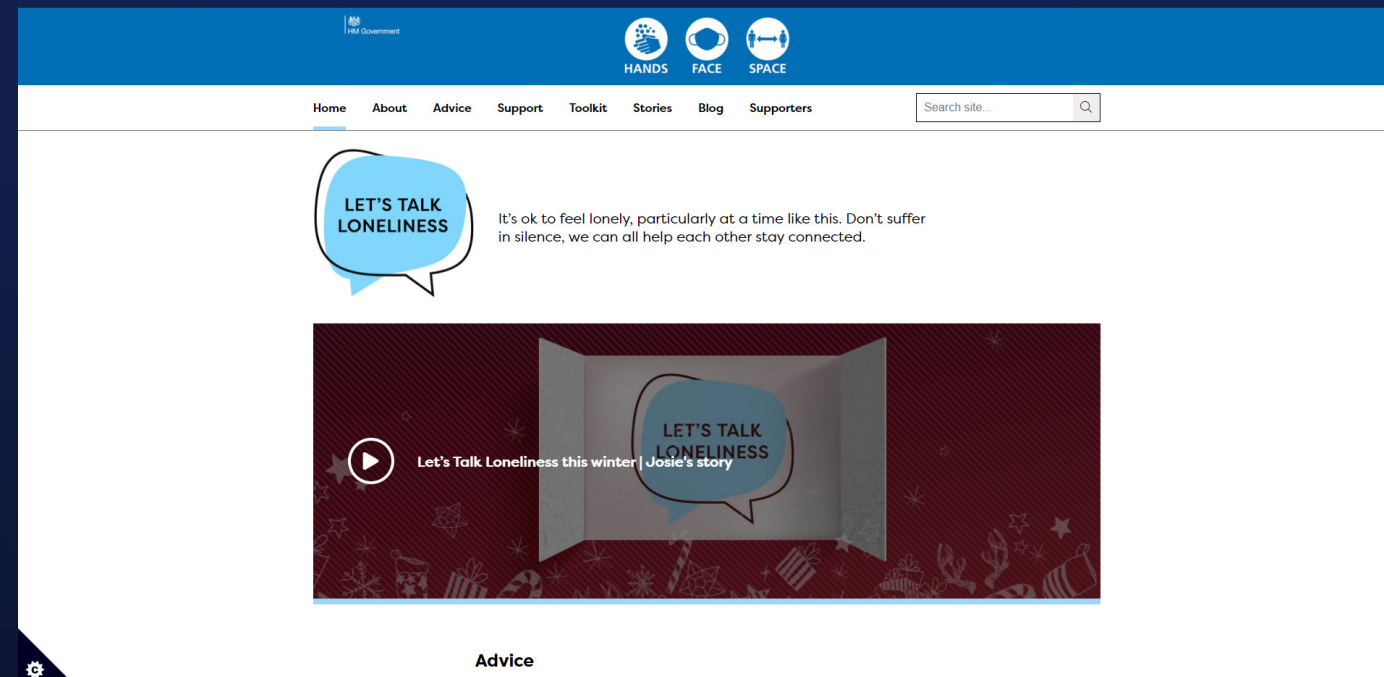 HM Government
HANDS FACE SPACE
Home About Advice Support Toolkit Stories Blog Supporters
Search site...
LET'S TALK
LONELINESS
It's ok to feel lonely, particularly at a time like this. Don't suffer
in silence, we can all help each other stay connected.
LET'S TALK
LONELINESS
Let's Talk Loneliness this winter | Josie's story
Advice